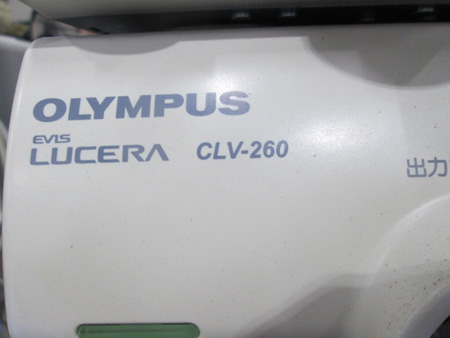 OLYMPUS
EVIS
LUCERA CLV-260
出力